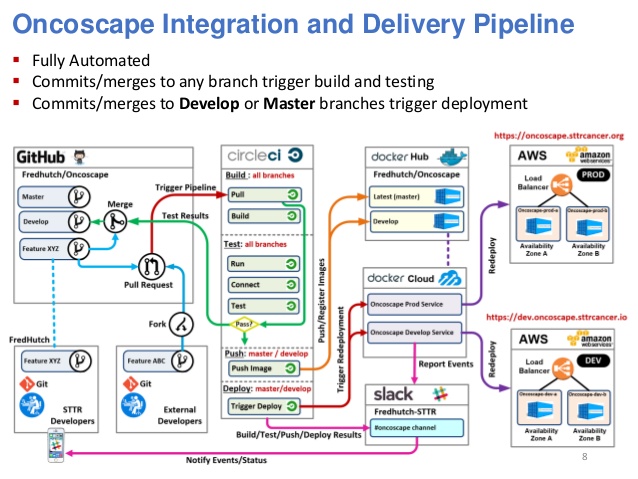 Oncoscape Integration and Delivery Pipeline
Fully Automated
Commits/merges to any branch trigger build and testing
Commits/merges to Develop or Master branches trigger deployment
GitHub
Fredhutch/Oncoscape
Master
Develop
Feature XYZ
Merge
Pull Request
Fork
Trigger Pipeline
Test Results
circleci
Build : all branches
Pull
Build
Test: all branches
Run
Connect
Test
Pass?
Push: master / develop
Push Image
Deploy: master/develop
Trigger Deploy
Push/Register Images
Trigger Redeployment
docker Hub
Fredhutch/Oncoscape
Latest (master)
Develop
docker Cloud
Oncoscape Prod Service
Oncoscape Develop Service
Report Events
slack
Fredhutch-STTR
#oncoscape channel
Build/Test/Push/Deploy Results
Notify Events/Status
FredHutch
Feature XYZ
Git
STTR
Developers
Feature ABC
Git
External
Developers
https://oncoscape.sttrcancer.org
AWS
amazon
webservices
PROD
Load
Balancer
Oncoscape-prod-a
Oncoscape-prod-b
Availability
Zone A
Availability
Zone B
Redeploy
https://dev.oncoscape.sttrcancer.io
AWS
amazon
webservices
DEV
Load
Balancer
Oncoscape-dev-a
Oncoscape-dev-b
Availability
Zone A
Availability
Zone B
Redeploy
8